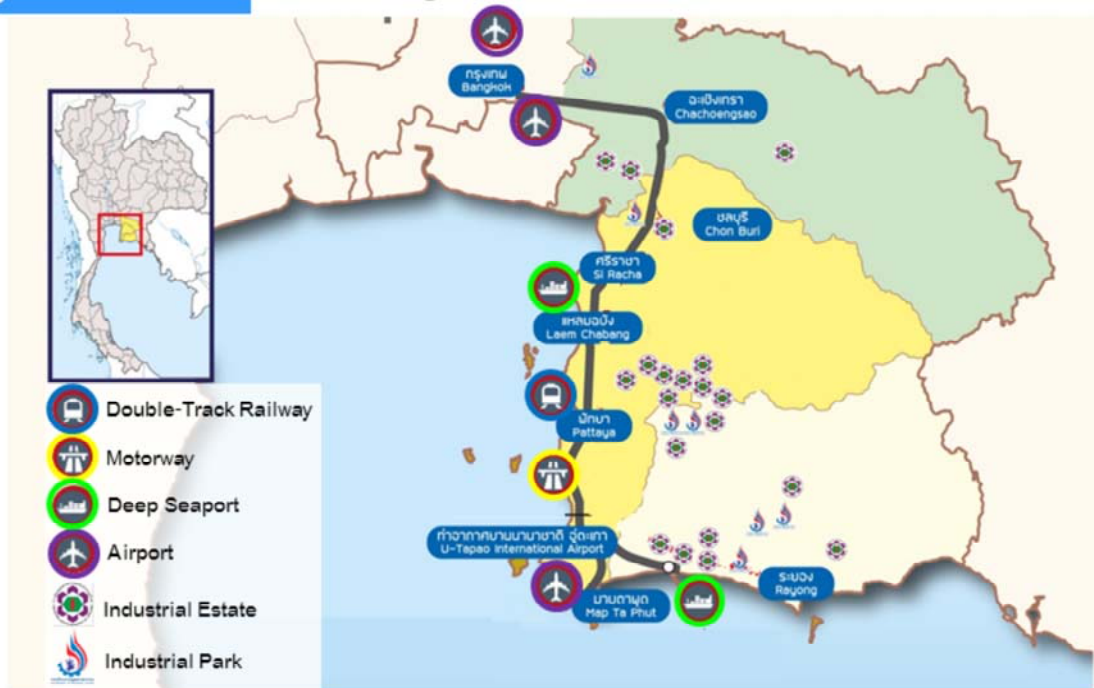 กรุงเทพ
Bangkok
ฉะเชิงเทรา
Chachoengsao
ชลบุรี
Chon Buri
ศรีราชา
Si Racha
แหลมฉบัง
Laem Chabang
พัทยา
Pattaya
ท่าอากาศยานนานาชาติ อู่ตะเภา
U-Tapao International Airport
มาบตาพุด
Map Ta Phut
ระยอง
Rayong
Double-Track Railway
Motorway
Deep Seaport
Airport
Industrial Estate
Industrial Park